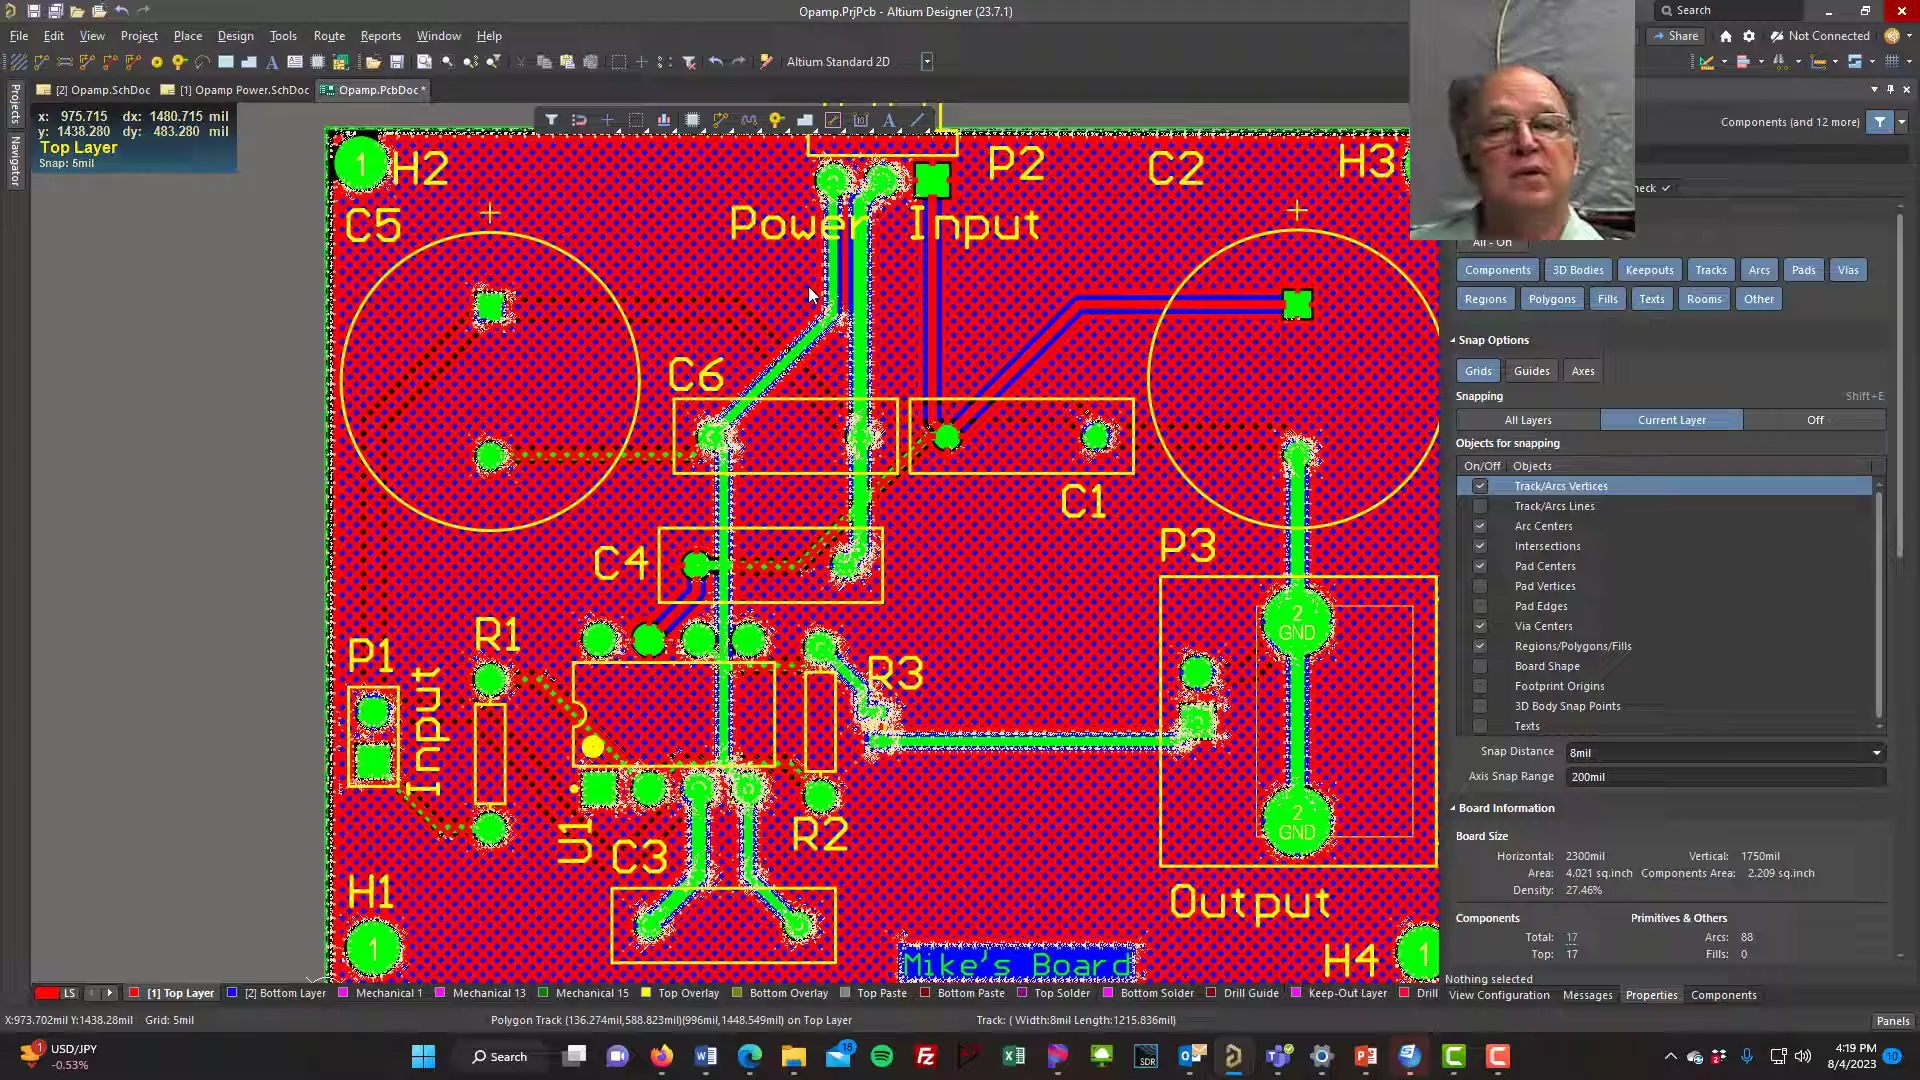 Opamp.PrjPcb - Altium Designer (23.7.1)
Search
File Edit View Project Place Design Tools Route Reports Window Help
Share
Not Connected
Altium Standard 2D
[2] Opamp.SchDoc
[1] Opamp Power.SchDoc
Opamp.PcbDoc *
Projects
Navigator
x: 975.715 dx: 1480.715 mil
y: 1438.280 dy: 483.280 mil
Top Layer
Snap: 5mil
Components (and 12 more)
All - On
Components 3D Bodies Keepouts Tracks Arcs Pads Vias
Regions Polygons Fills Texts Rooms Other
Snap Options
Grids Guides Axes
Snapping Shift+E
All Layers Current Layer Off
Objects for snapping
On/Off Objects
Track/Arcs Vertices
Track/Arcs Lines
Arc Centers
Intersections
Pad Centers
Pad Vertices
Pad Edges
Via Centers
Regions/Polygons/Fills
Board Shape
Footprint Origins
3D Body Snap Points
Texts
Snap Distance 8mil
Axis Snap Range 200mil
Board Information
Board Size
Horizontal: 2300mil Vertical: 1750mil
Area: 4.021 sq.inch Components Area: 2.209 sq.inch
Density: 27.46%
Components Primitives & Others
Total: 17 Arcs: 88
Top: 17 Fills: 0
Nothing selected
1 H2
P2
C2
H3
C5
Power Input
C6
C1
C4
P3
2
GND
R1
P1
R3
Input
2
GND
U1
C3
R2
H1
Output
1
Mike's Board
H4
1
LS
[1] Top Layer
[2] Bottom Layer
Mechanical 1
Mechanical 13
Mechanical 15
Top Overlay
Bottom Overlay
Top Paste
Bottom Paste
Top Solder
Bottom Solder
Drill Guide
Keep-Out Layer
Drill
View Configuration Messages Properties Components
X:973.702mil Y:1438.28mil Grid: 5mil
Polygon Track (136.274mil,588.823mil)(996mil,1448.549mil) on Top Layer
Track: ( Width:8mil Length:1215.836mil)
Panels
1
USD/JPY
-0.53%
Search
18
SDR
4:19 PM
8/4/2023
10